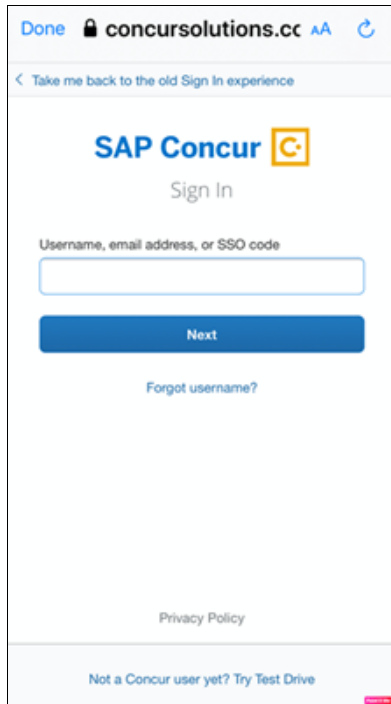 Done concursolutions.cc AA
< Take me back to the old Sign In experience
SAP Concur C
Sign In
Username, email address, or SSO code
Next
Forgot username?
Privacy Policy
Not a Concur user yet? Try Test Drive